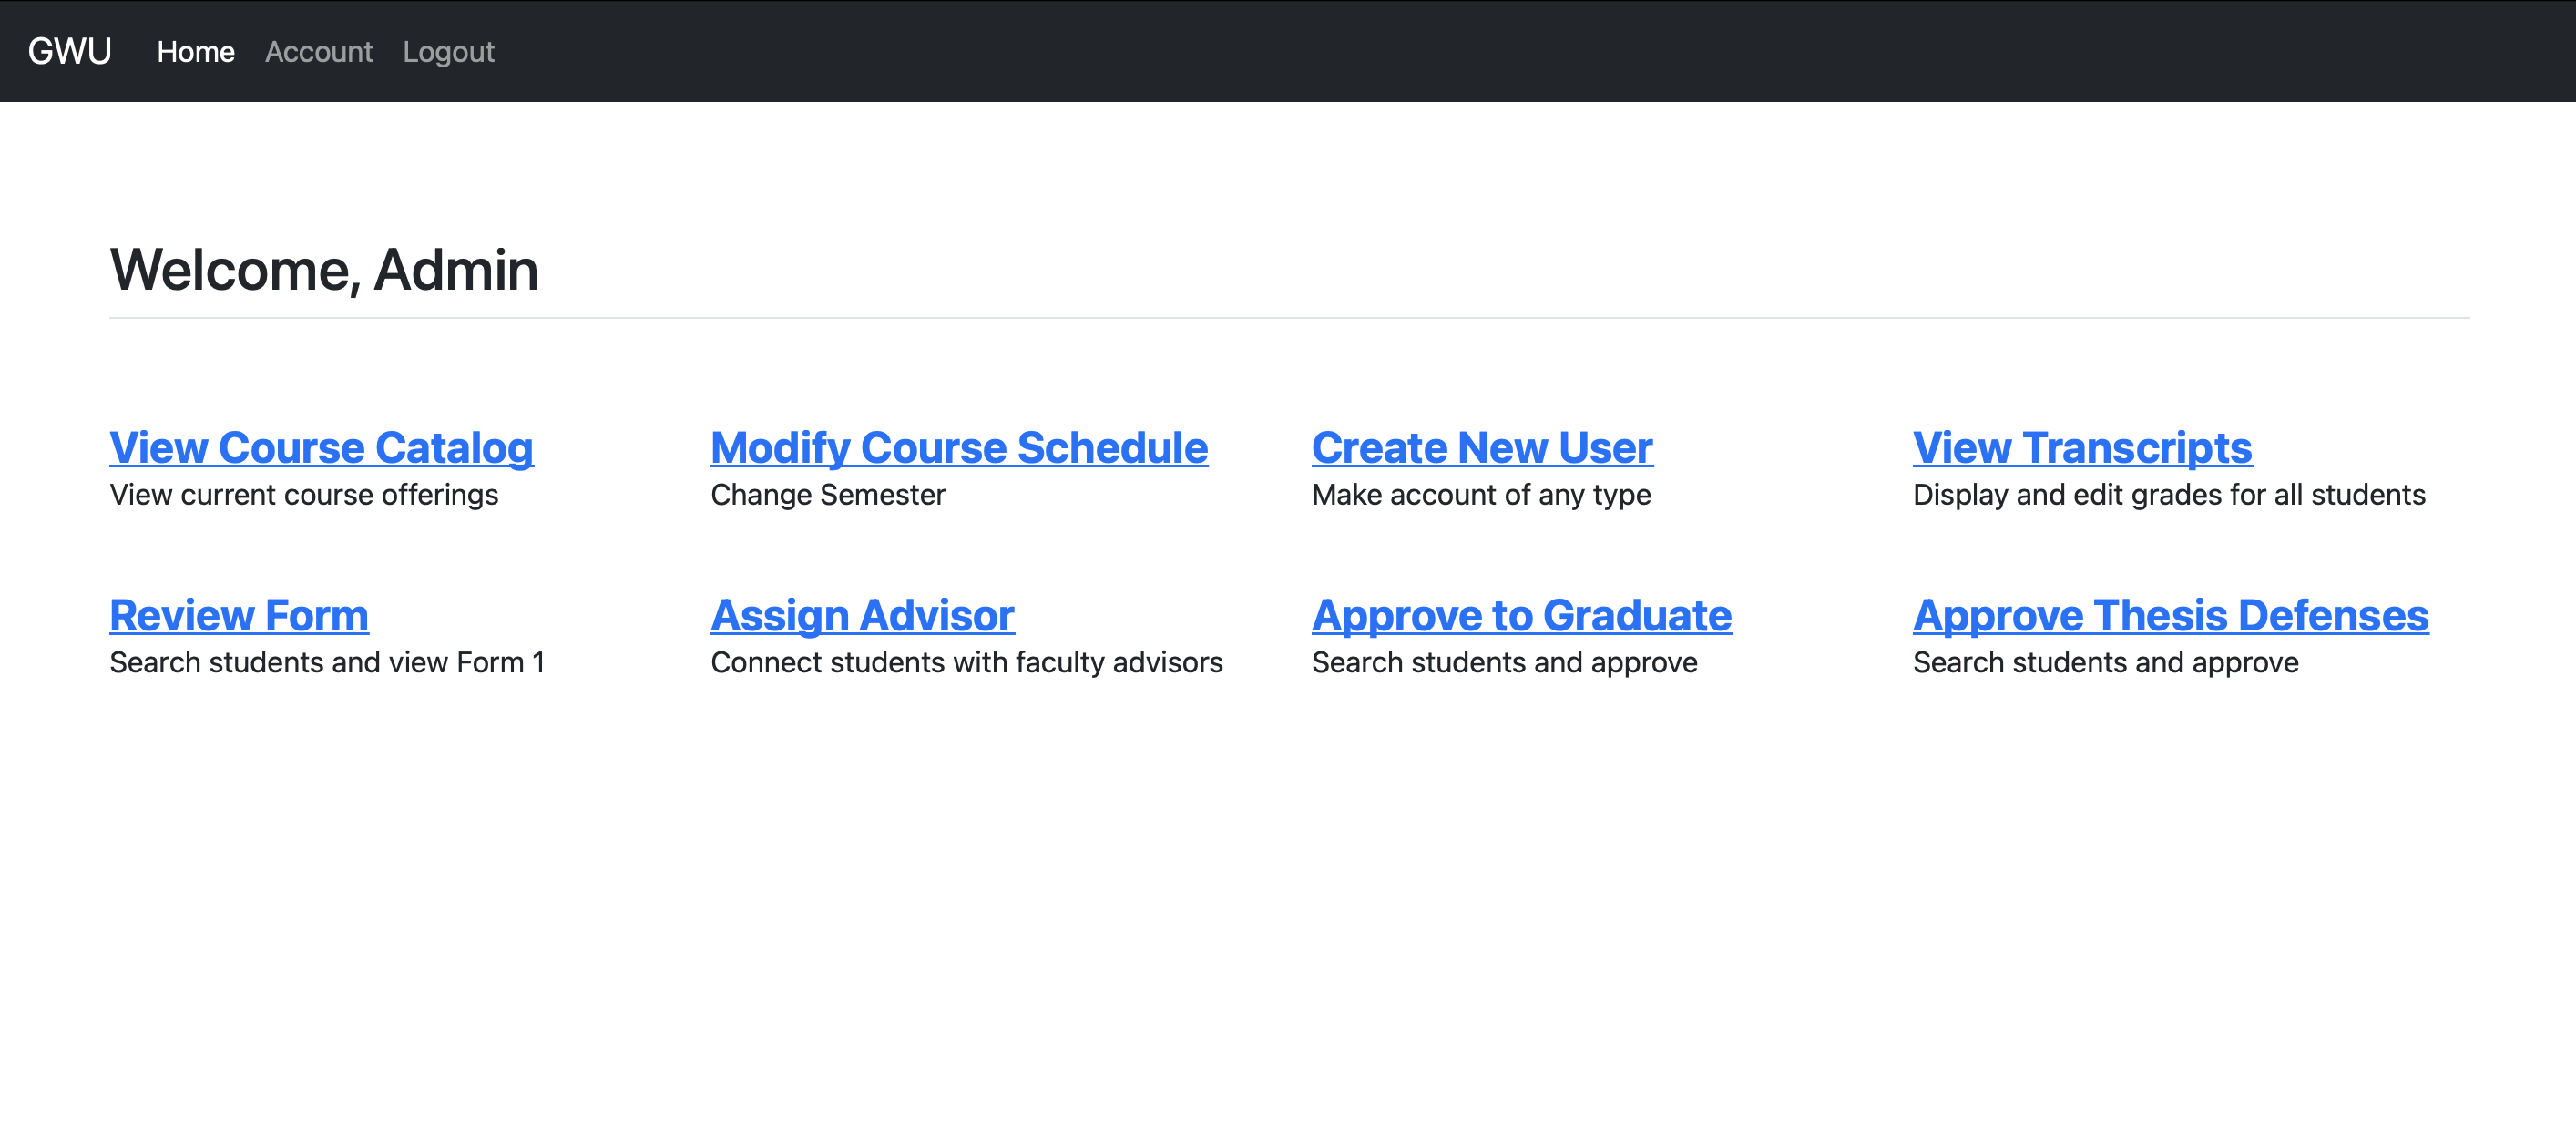 GWU Home Account Logout
Welcome, Admin
View Course Catalog
View current course offerings
Modify Course Schedule
Change Semester
Create New User
Make account of any type
View Transcripts
Display and edit grades for all students
Review Form
Search students and view Form 1
Assign Advisor
Connect students with faculty advisors
Approve to Graduate
Search students and approve
Approve Thesis Defenses
Search students and approve